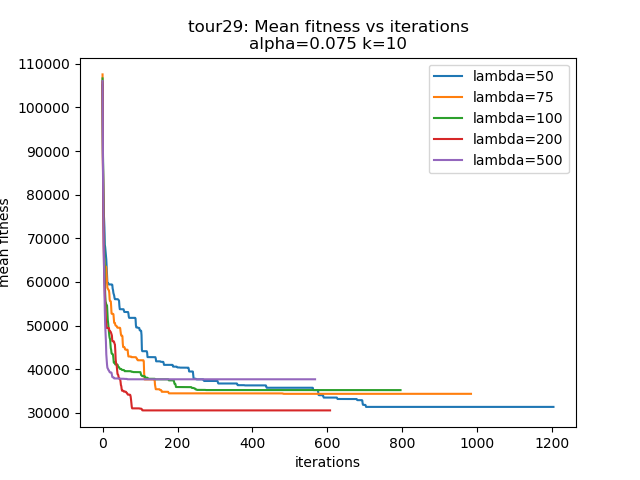 tour29: Mean fitness vs iterations
alpha=0.075 k=10
110000
100000
90000
80000
70000
60000
50000
40000
30000
mean fitness
0
200
400
600
800
1000
1200
iterations
lambda=50
lambda=75
lambda=100
lambda=200
lambda=500